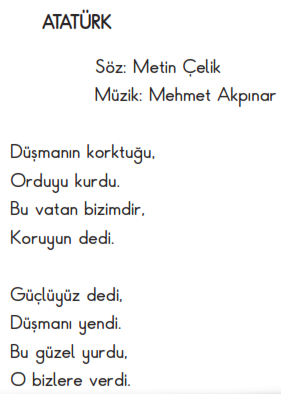 ATATÜRK
Söz: Metin Çelik
Müzik: Mehmet Akpınar
Düşmanın korktuğu,
Orduyu kurdu.
Bu vatan bizimdir,
Koruyun dedi.
Güçlüyüz dedi,
Düşmanı yendi.
Bu güzel yurdu,
O bizlere verdi.